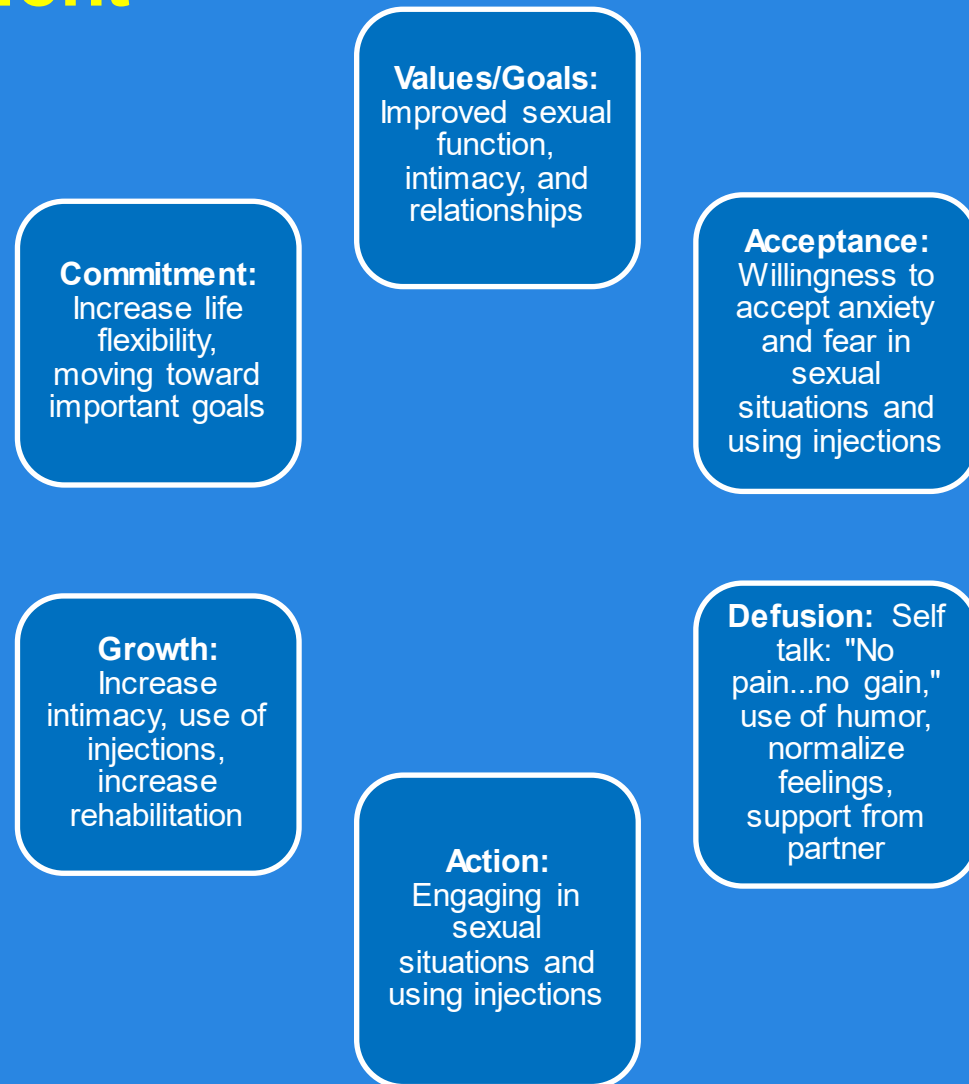 Values/Goals:
Improved sexual
function,
intimacy, and
relationships
Acceptance:
Willingness to
accept anxiety
and fear in
sexual
situations and
using injections
Defusion: Self
talk: "No
pain...no gain,"
use of humor,
normalize
feelings,
support from
partner
Action:
Engaging in
sexual
situations and
using injections
Growth:
Increase
intimacy, use of
injections,
increase
rehabilitation
Commitment:
Increase life
flexibility,
moving toward
important goals